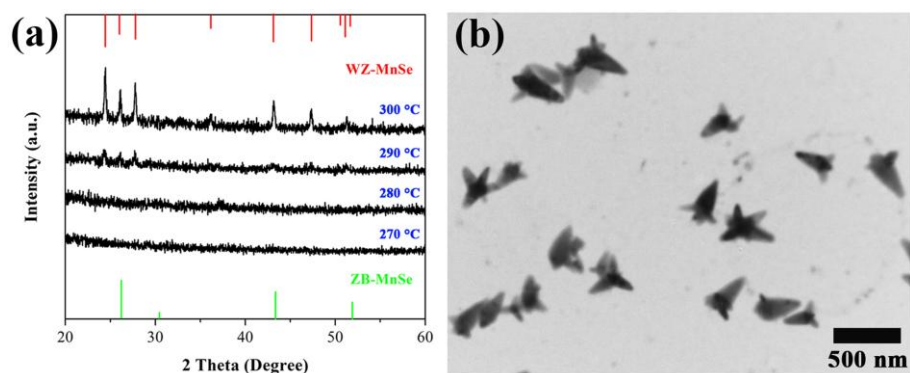 (a)
WZ-MnSe
300 °C
290 °C
280 °C
270 °C
ZB-MnSe
Intensity (a.u.)
20 30 40 50 60
2 Theta (Degree)
(b)
500 nm